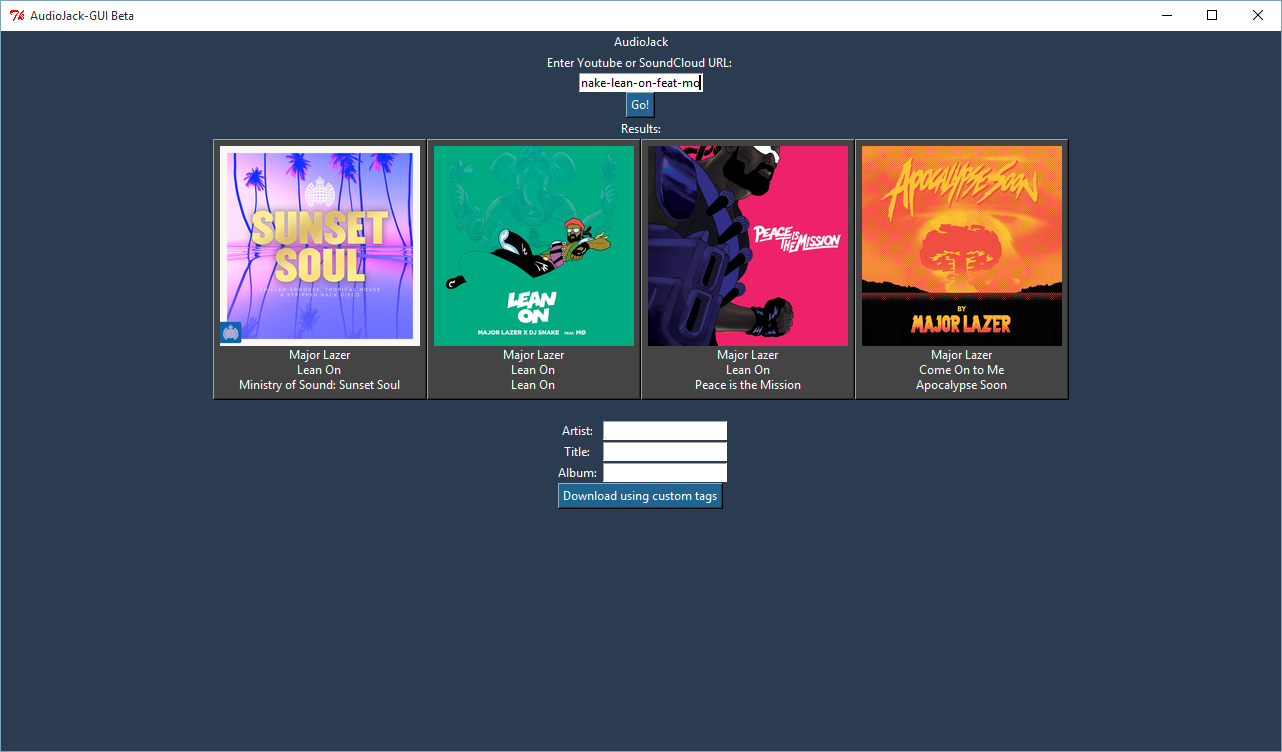 AudioJack-GUI Beta
AudioJack
Enter Youtube or SoundCloud URL:
nake-lean-on-feat-mo
Go!
Results:
SUNSET
SOUL
CHILLED GROOVES, TROPICAL HOUSE
& STRIPPED BACK DISCO
Major Lazer
Lean On
Ministry of Sound: Sunset Soul
LEAN
ON
MAJOR LAZER X DJ SNAKE FEAT. MØ
Major Lazer
Lean On
Lean On
PEACE IS
THE MISSION
Major Lazer
Lean On
Peace is the Mission
APOCALYPSE SOON
BY
MAJOR LAZER
Major Lazer
Come On to Me
Apocalypse Soon
Artist:
Title:
Album:
Download using custom tags